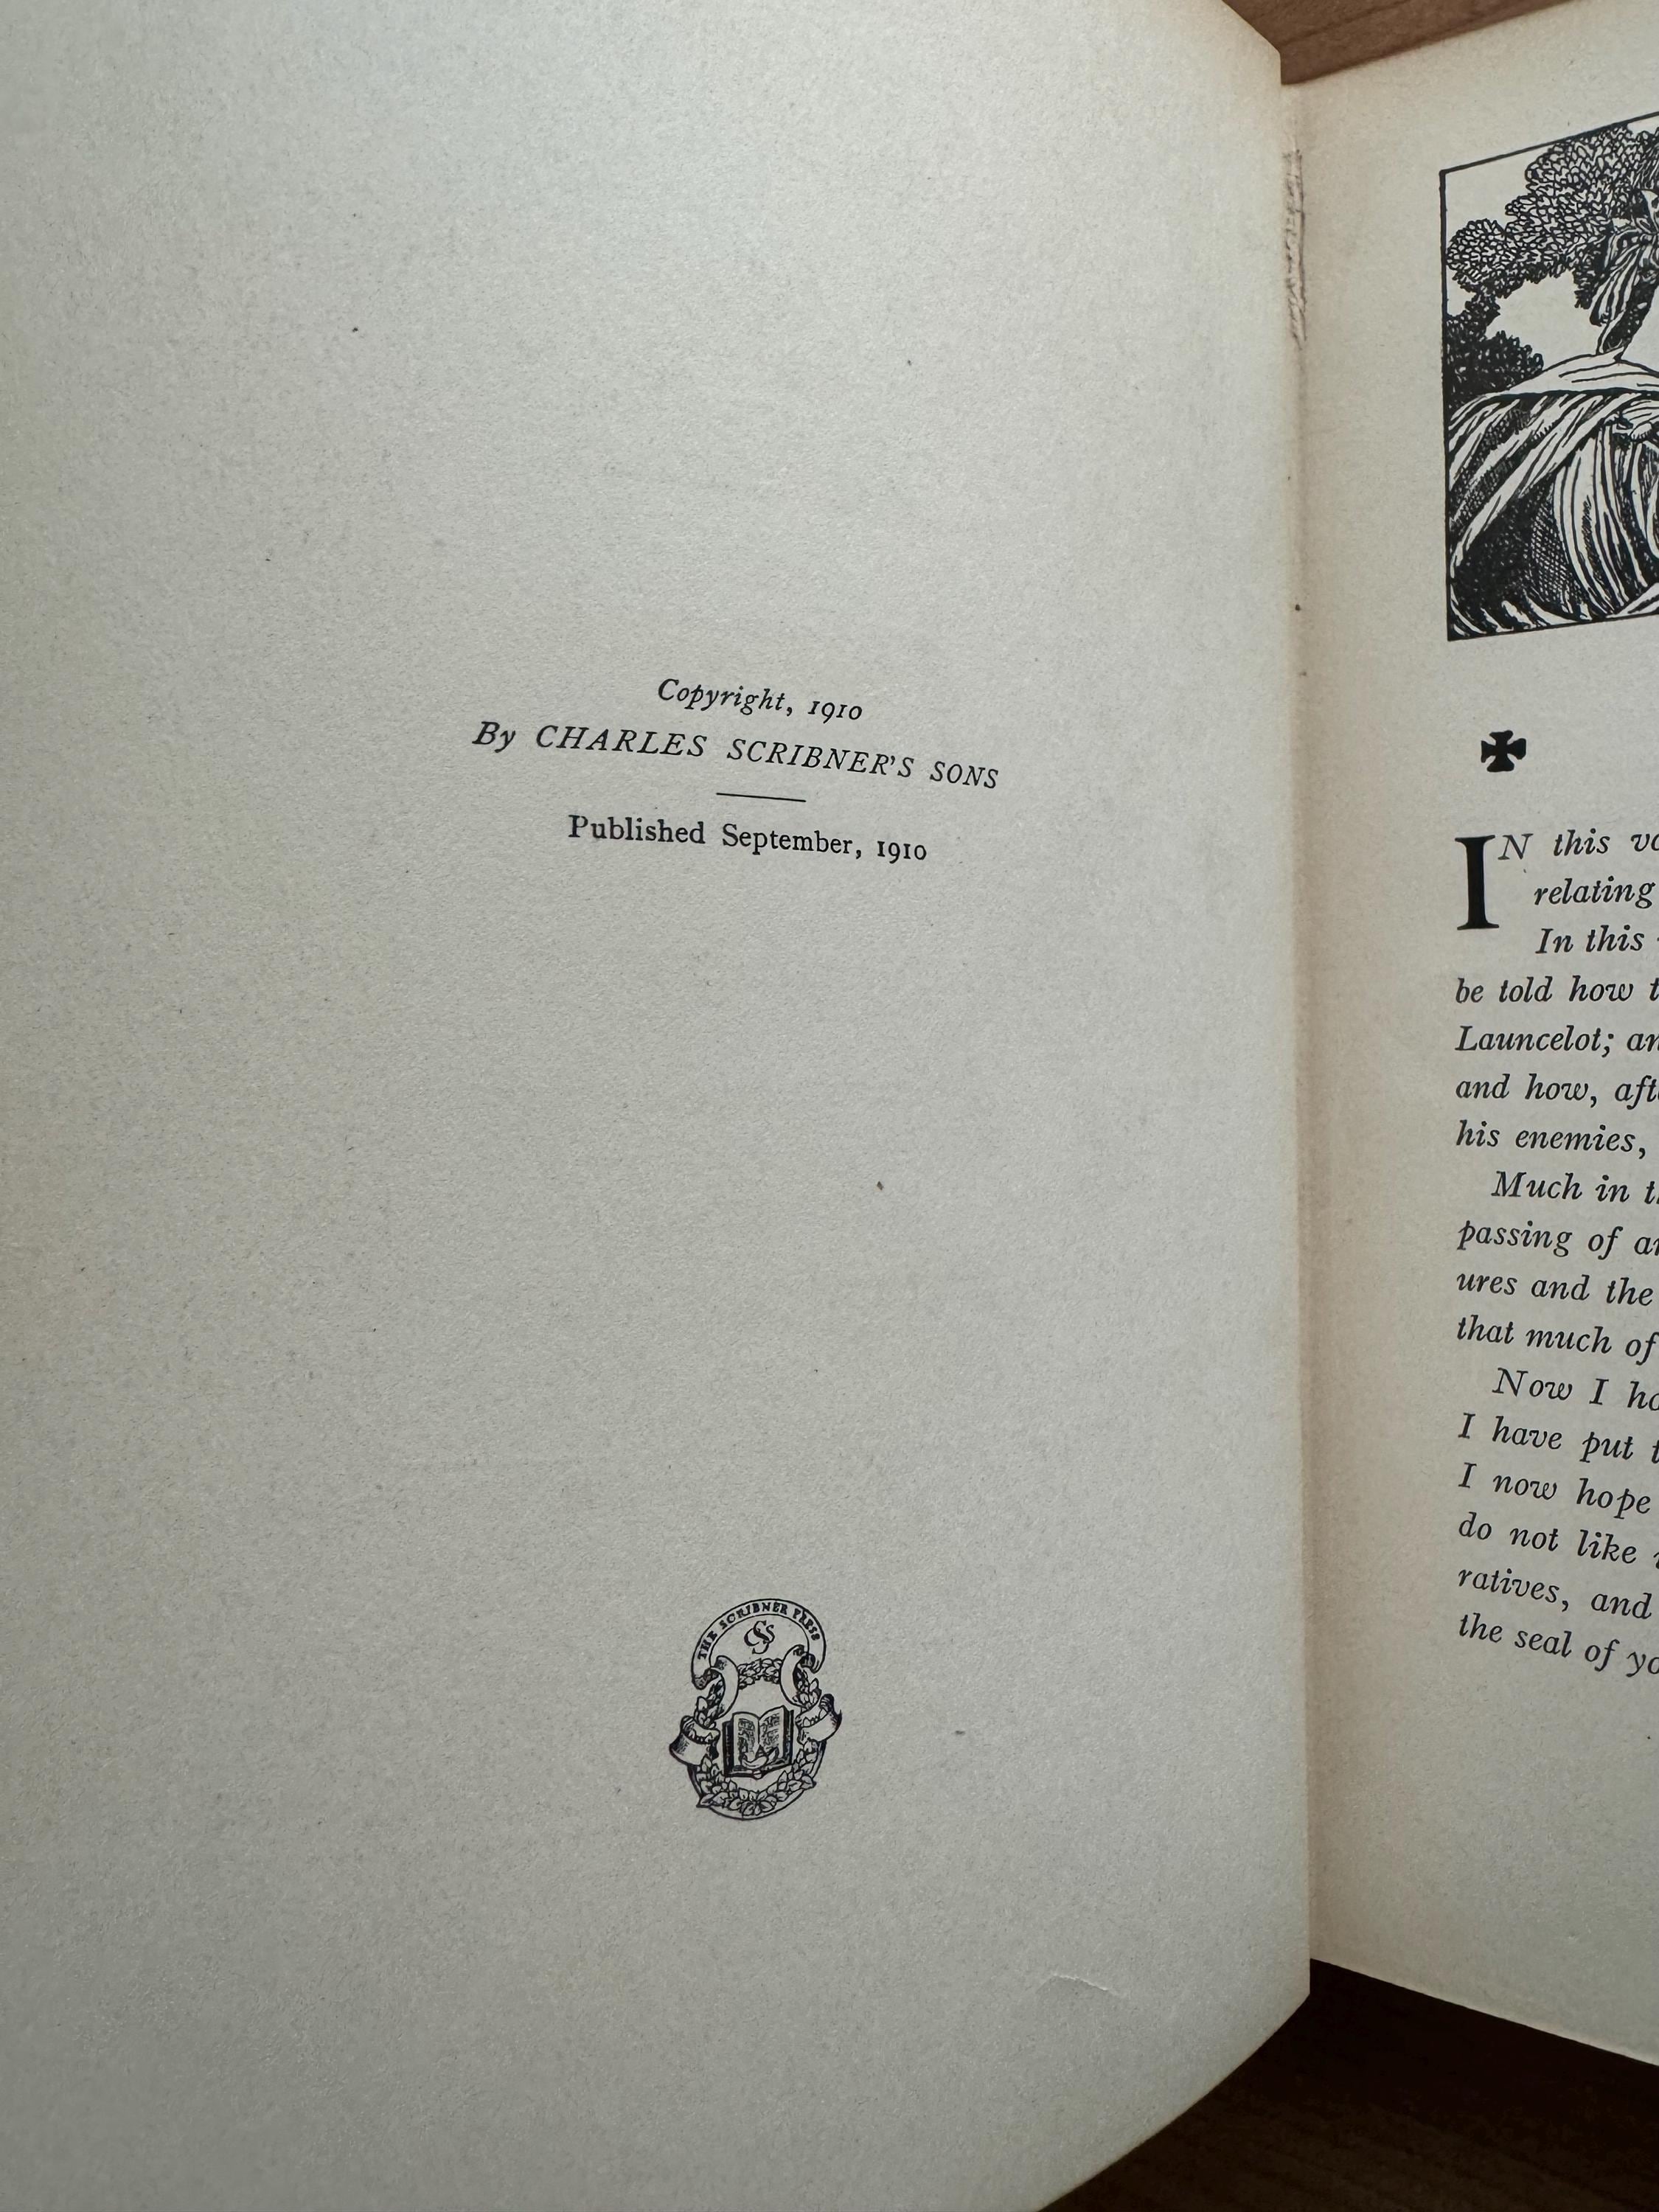 Copyright, 1910
By CHARLES SCRIBNER'S SONS
Published September, 1910
THE SCRIBNER PRESS
CSS
IN this
relating
In this
be told how
Launcelot;
and how,
his enemies,
Much in
passing of
ures and the
that much of
Now I
I have put
I now hope
do not like
ratives, and
the seal of